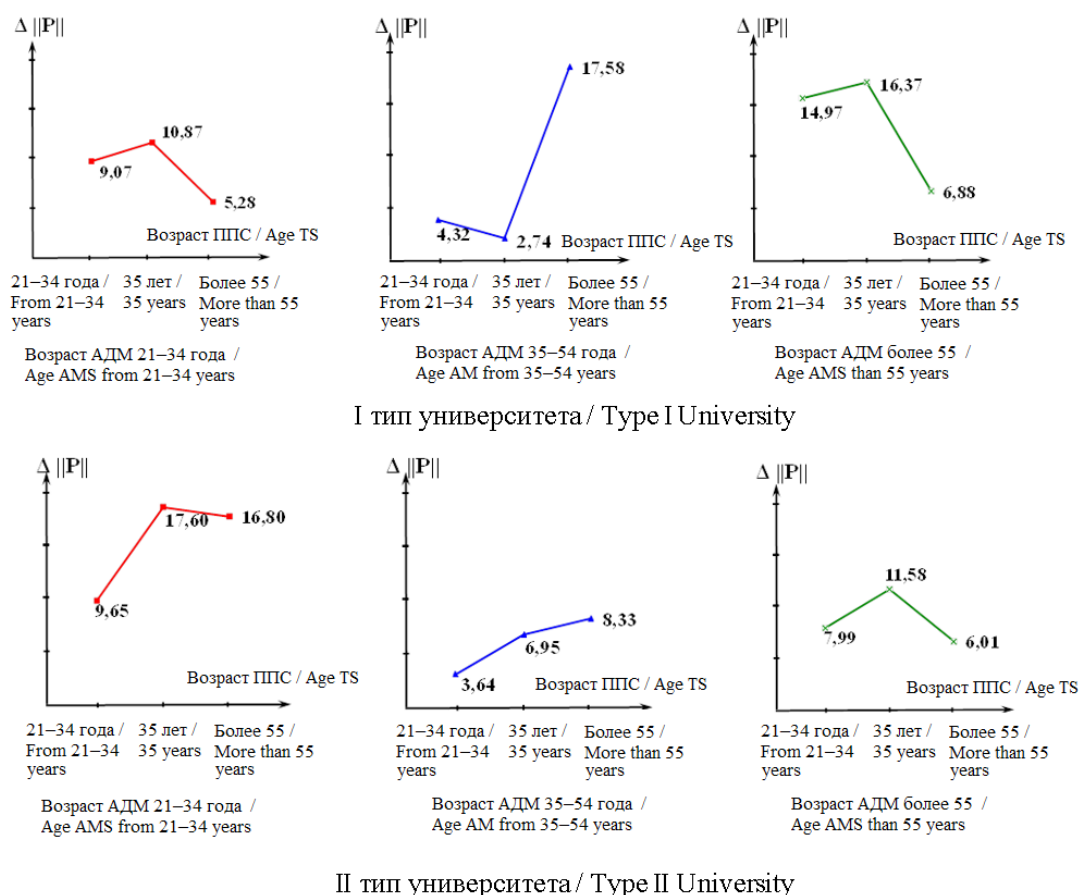 Δ ||P||
10,87
9,07
5,28
Возраст ППС / Age TS
21–34 года /
From 21–34
years
35 лет /
35 years
Более 55 /
More than 55
years
Возраст АДМ 21–34 года /
Age AMS from 21–34 years
Δ ||P||
17,58
4,32
2,74
Возраст ППС / Age TS
21–34 года /
From 21–34
years
35 лет /
35 years
Более 55 /
More than 55
years
Возраст АДМ 35–54 года /
Age AM from 35–54 years
Δ ||P||
14,97
16,37
6,88
Возраст ППС / Age TS
21–34 года /
From 21–34
years
35 лет /
35 years
Более 55 /
More than 55
years
Возраст АДМ более 55 /
Age AMS than 55 years
I тип университета / Type I University
Δ ||P||
17,60
16,80
9,65
Возраст ППС / Age TS
21–34 года /
From 21–34
years
35 лет /
35 years
Более 55 /
More than 55
years
Возраст АДМ 21–34 года /
Age AMS from 21–34 years
Δ ||P||
8,33
6,95
3,64
Возраст ППС / Age TS
21–34 года /
From 21–34
years
35 лет /
35 years
Более 55 /
More than 55
years
Возраст АДМ 35–54 года /
Age AM from 35–54 years
Δ ||P||
11,58
7,99
6,01
Возраст ППС / Age TS
21–34 года /
From 21–34
years
35 лет /
35 years
Более 55 /
More than 55
years
Возраст АДМ более 55 /
Age AMS than 55 years
II тип университета / Type II University